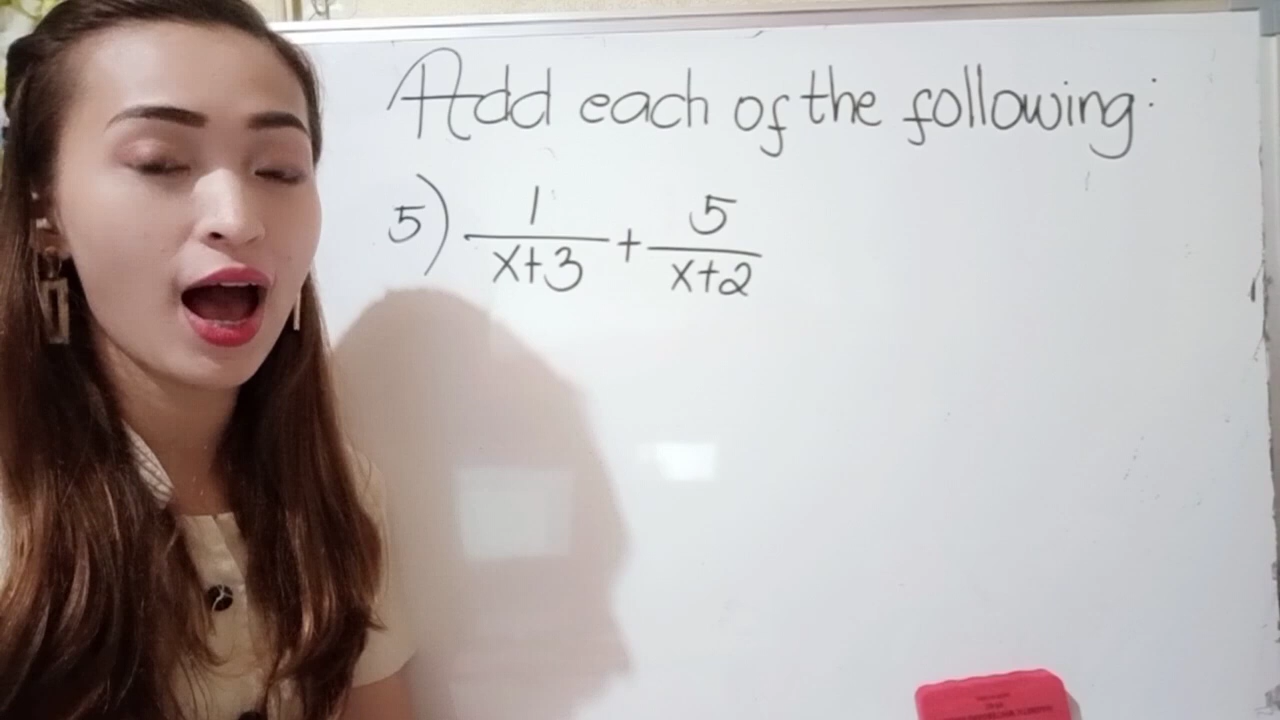 Add each of the following:
5) 1/(x+3) + 5/(x+2)